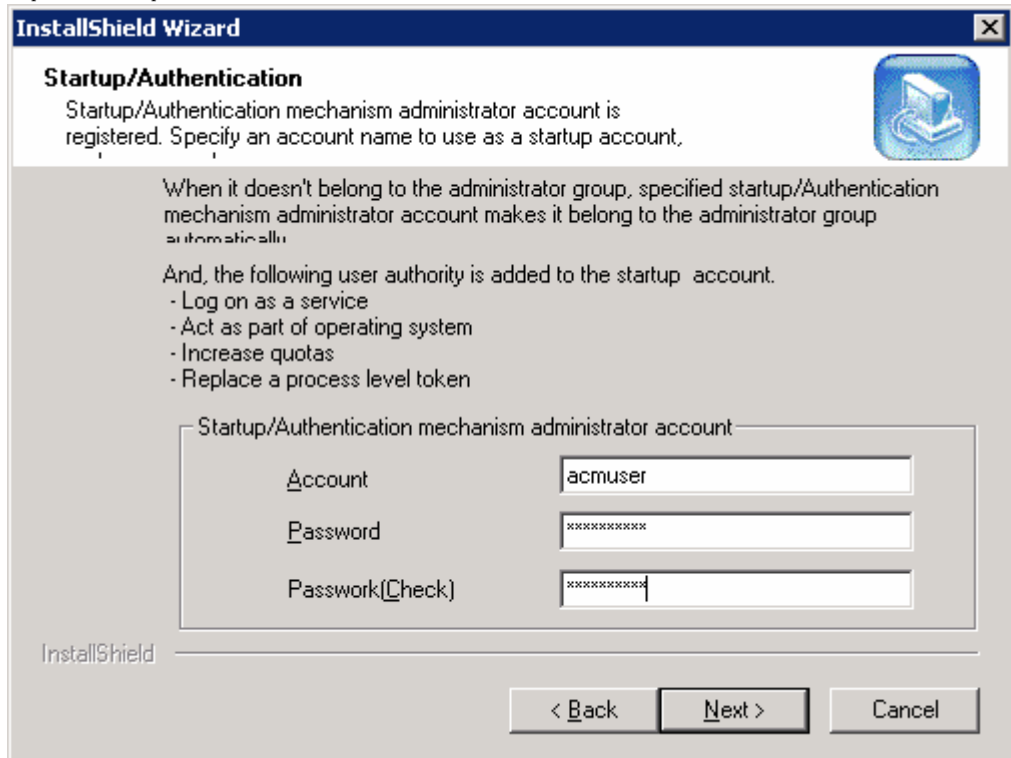 InstallShield Wizard
Startup/Authentication
Startup/Authentication mechanism administrator account is
registered. Specify an account name to use as a startup account,
When it doesn't belong to the administrator group, specified startup/Authentication
mechanism administrator account makes it belong to the administrator group
automatically
And, the following user authority is added to the startup account.
- Log on as a service
- Act as part of operating system
- Increase quotas
- Replace a process level token
Startup/Authentication mechanism administrator account
Account
acmuser
Password
**********
Passwork(Check)
**********
InstallShield
< Back
Next >
Cancel